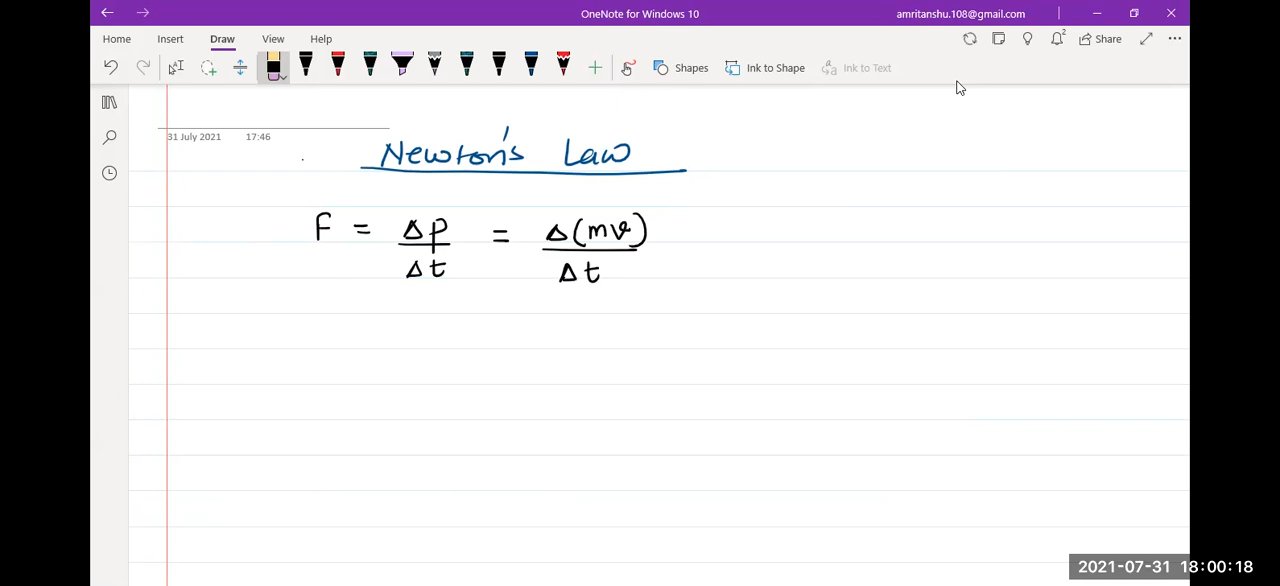 OneNote for Windows 10
amritanshu.108@gmail.com
Home Insert Draw View Help
Share
Shapes Ink to Shape Ink to Text
31 July 2021 17:46
Newton's Law
F = Δp/Δt = Δ(mv)/Δt
2021-07-31 18:00:18